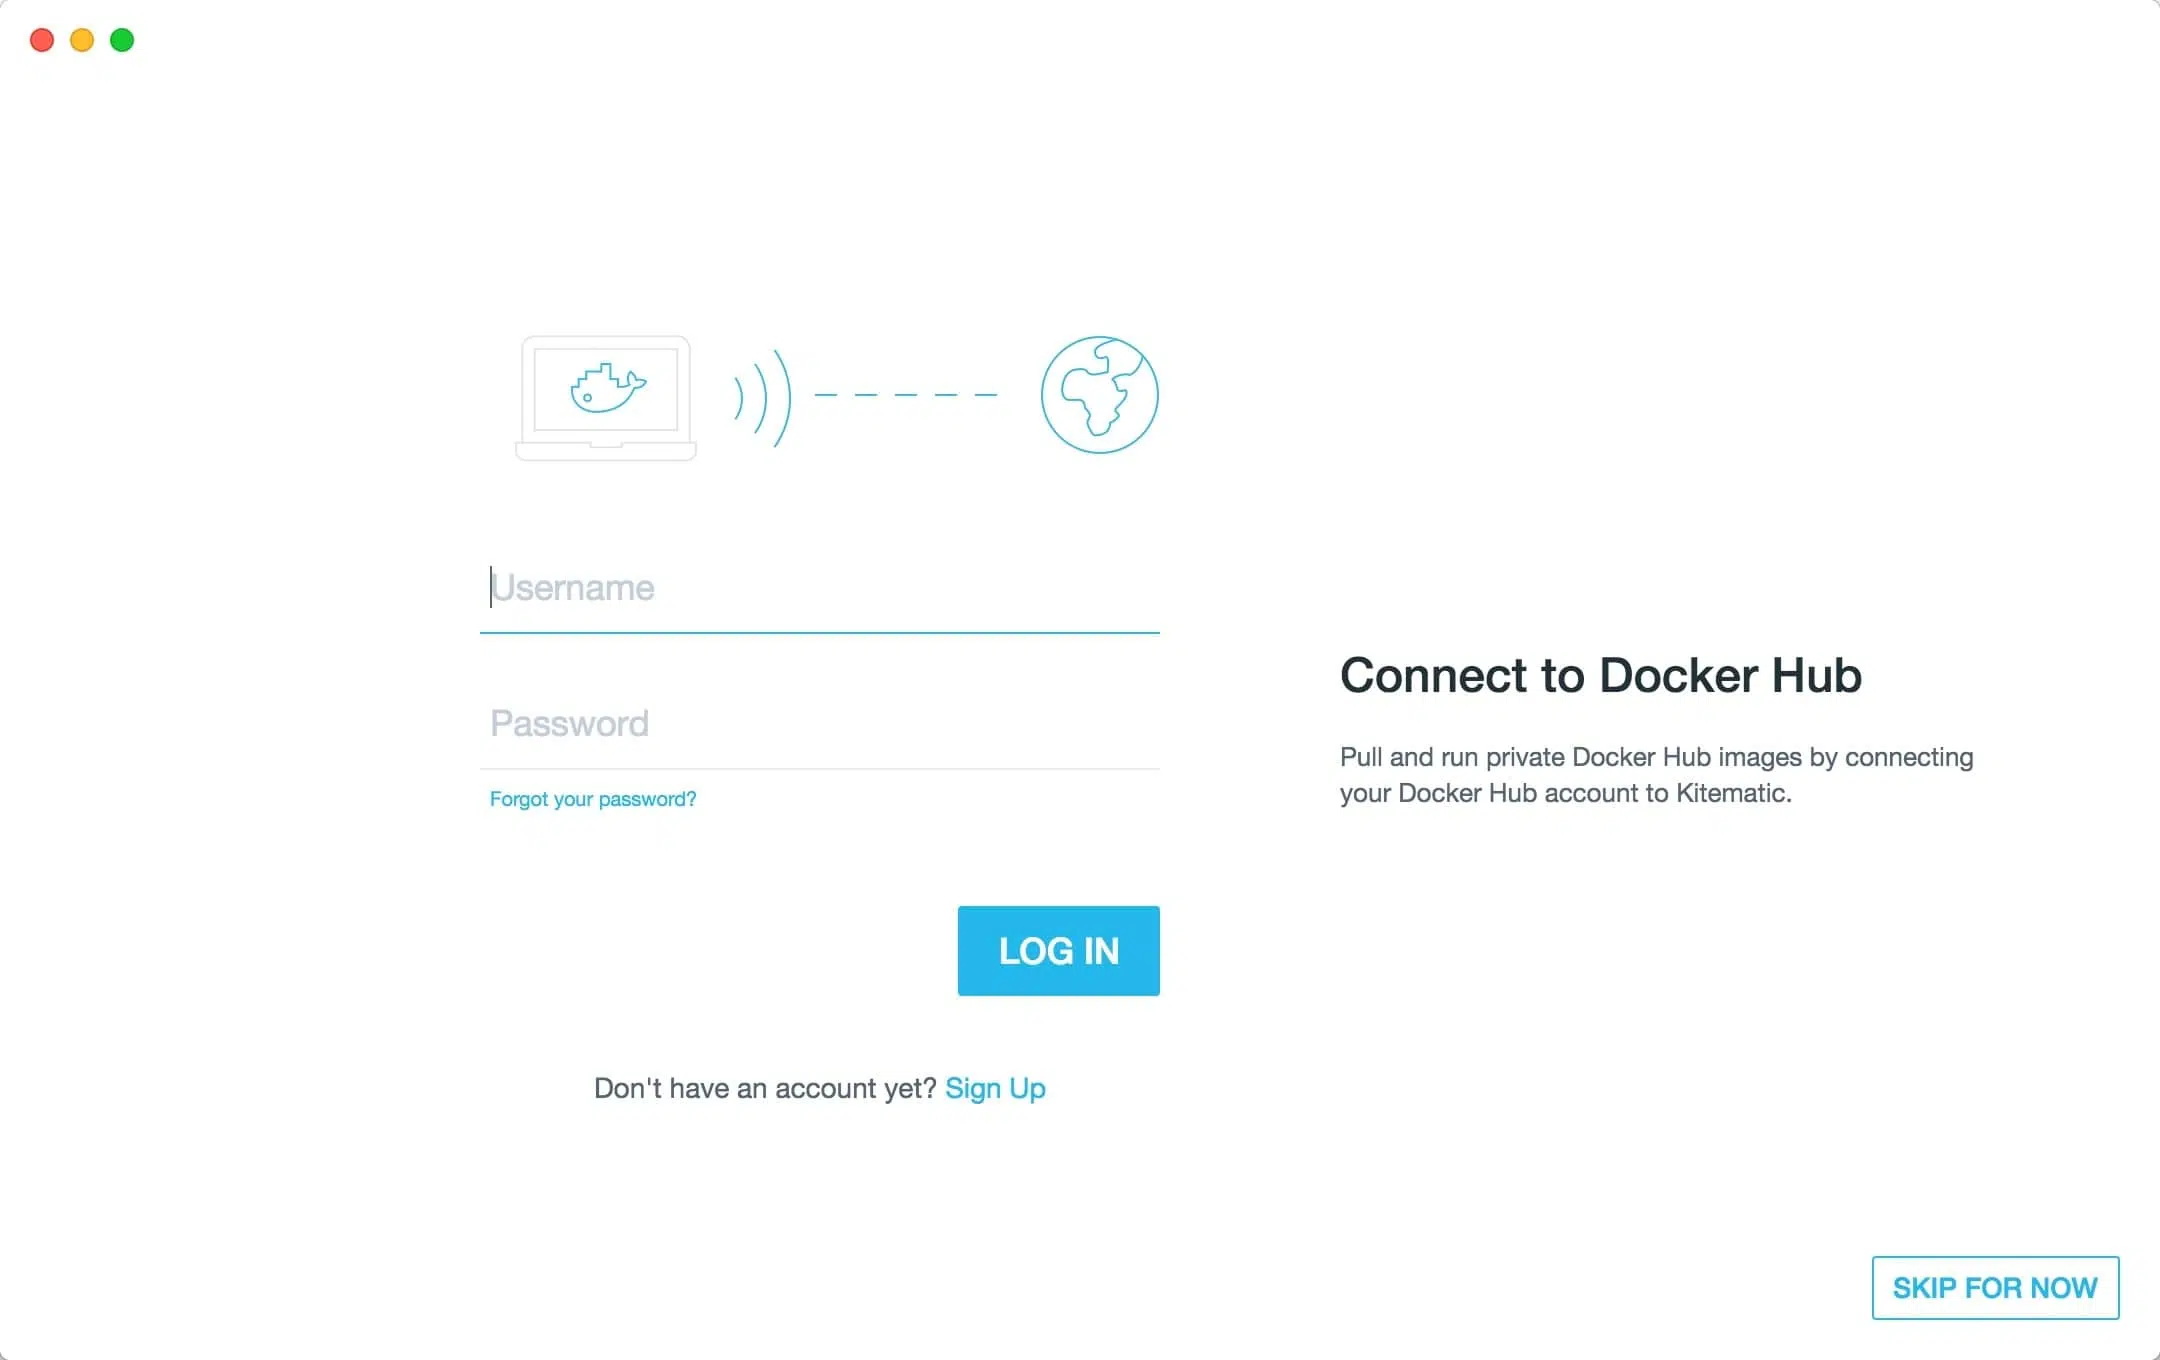 Username
Password
Forgot your password?
LOG IN
Don't have an account yet? Sign Up
Connect to Docker Hub
Pull and run private Docker Hub images by connecting
your Docker Hub account to Kitematic.
SKIP FOR NOW